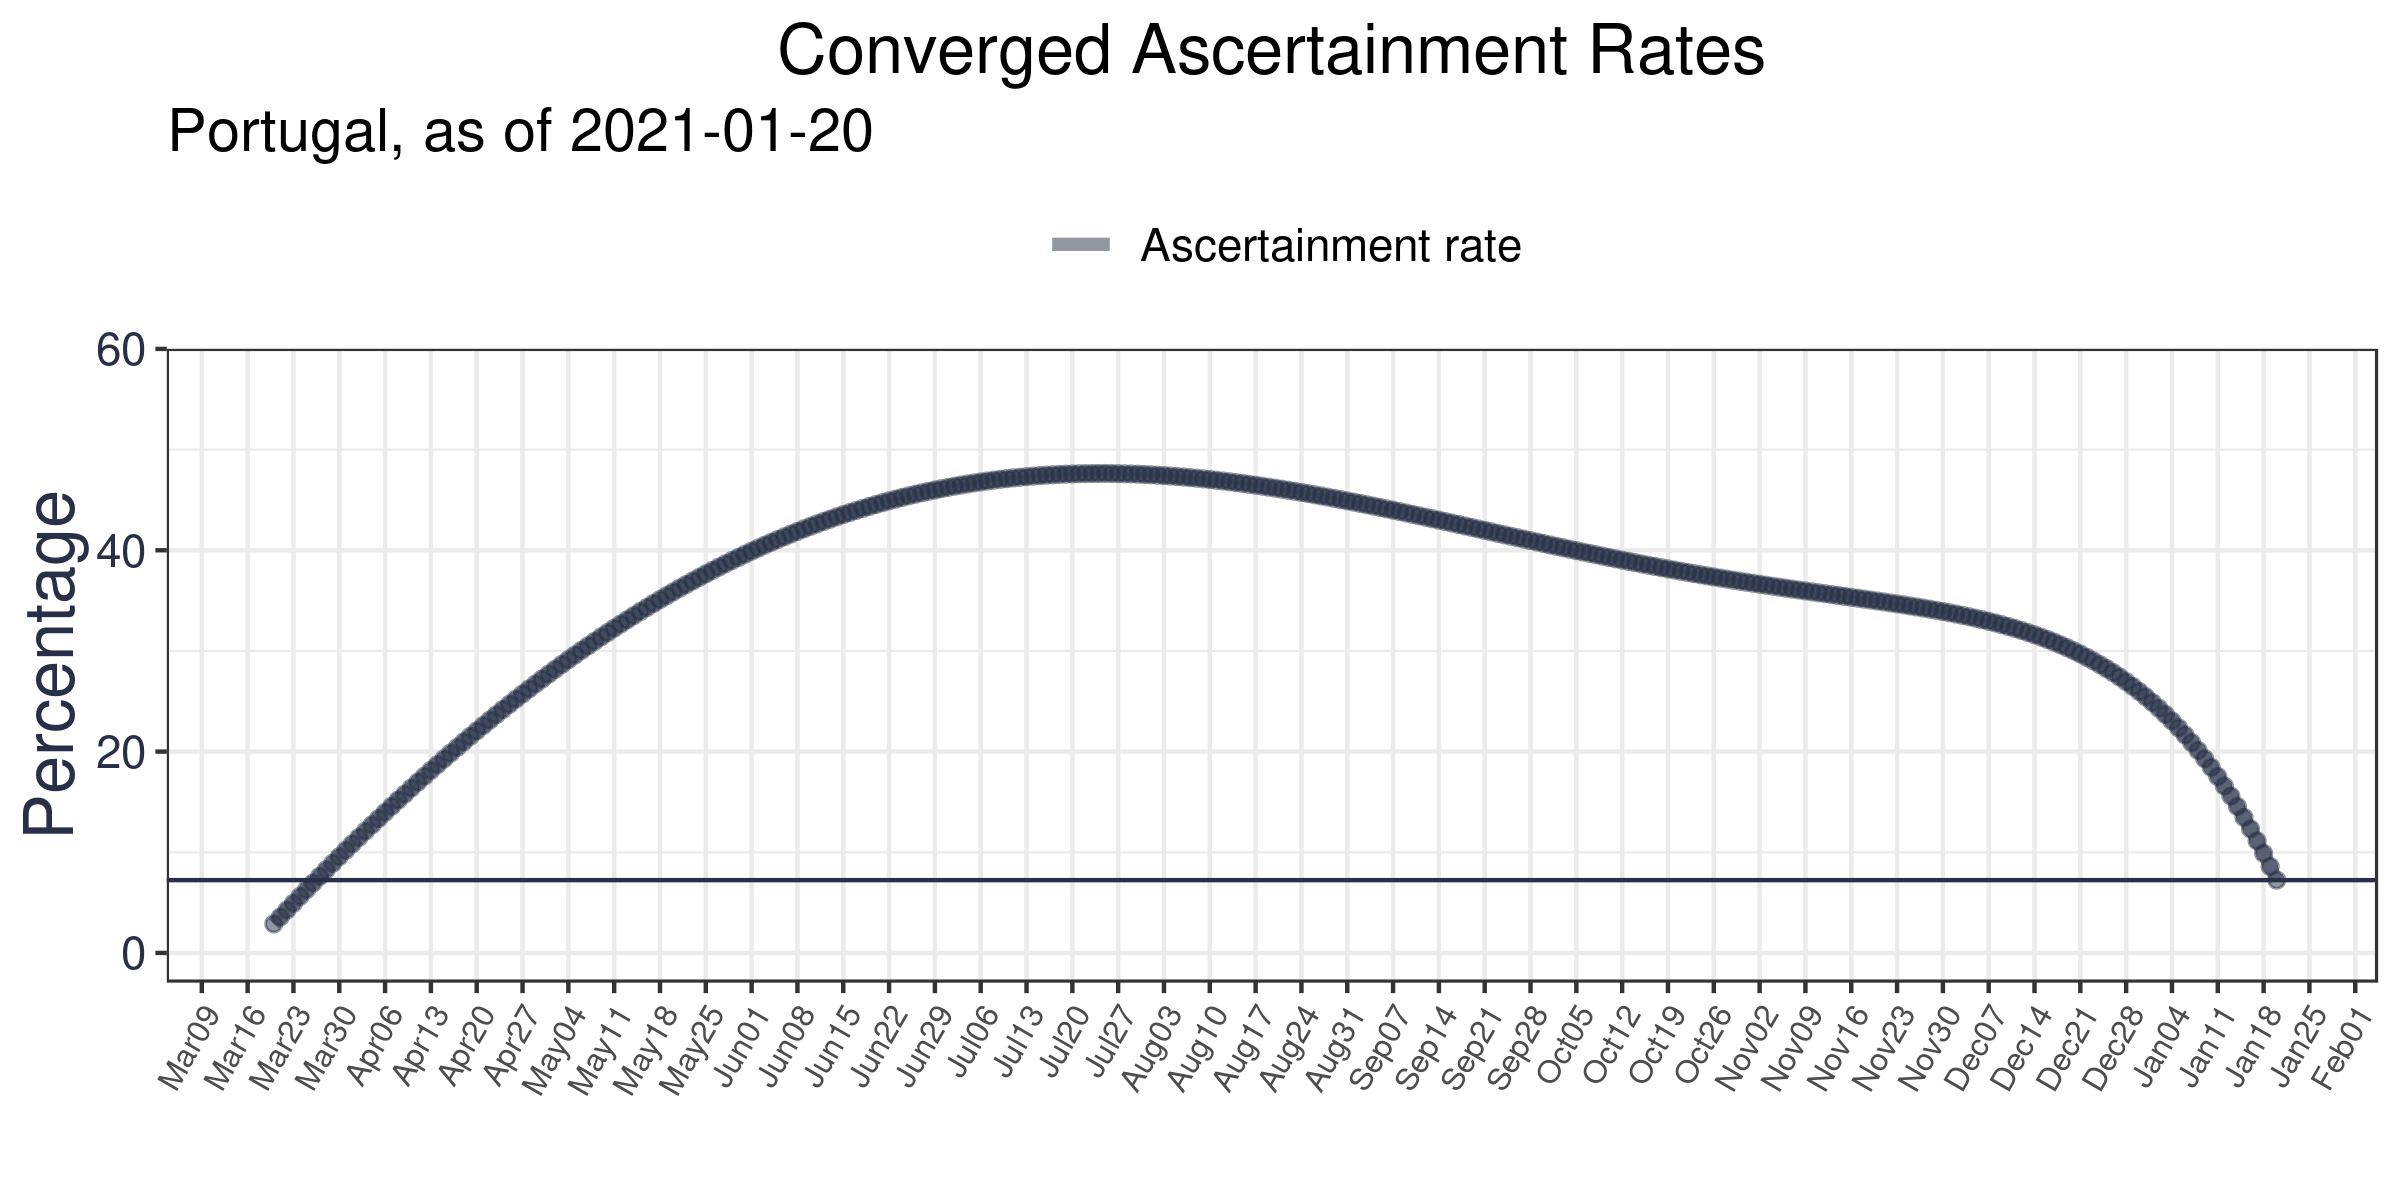 Converged Ascertainment Rates
Portugal, as of 2021-01-20
Ascertainment rate
Percentage
60
40
20
0
Mar09 Mar16 Mar23 Mar30 Apr06 Apr13 Apr20 Apr27 May04 May11 May18 May25 Jun01 Jun08 Jun15 Jun22 Jun29 Jul06 Jul13 Jul20 Jul27 Aug03 Aug10 Aug17 Aug24 Aug31 Sep07 Sep14 Sep21 Sep28 Oct05 Oct12 Oct19 Oct26 Nov02 Nov09 Nov16 Nov23 Nov30 Dec07 Dec14 Dec21 Dec28 Jan04 Jan11 Jan18 Jan25 Feb01